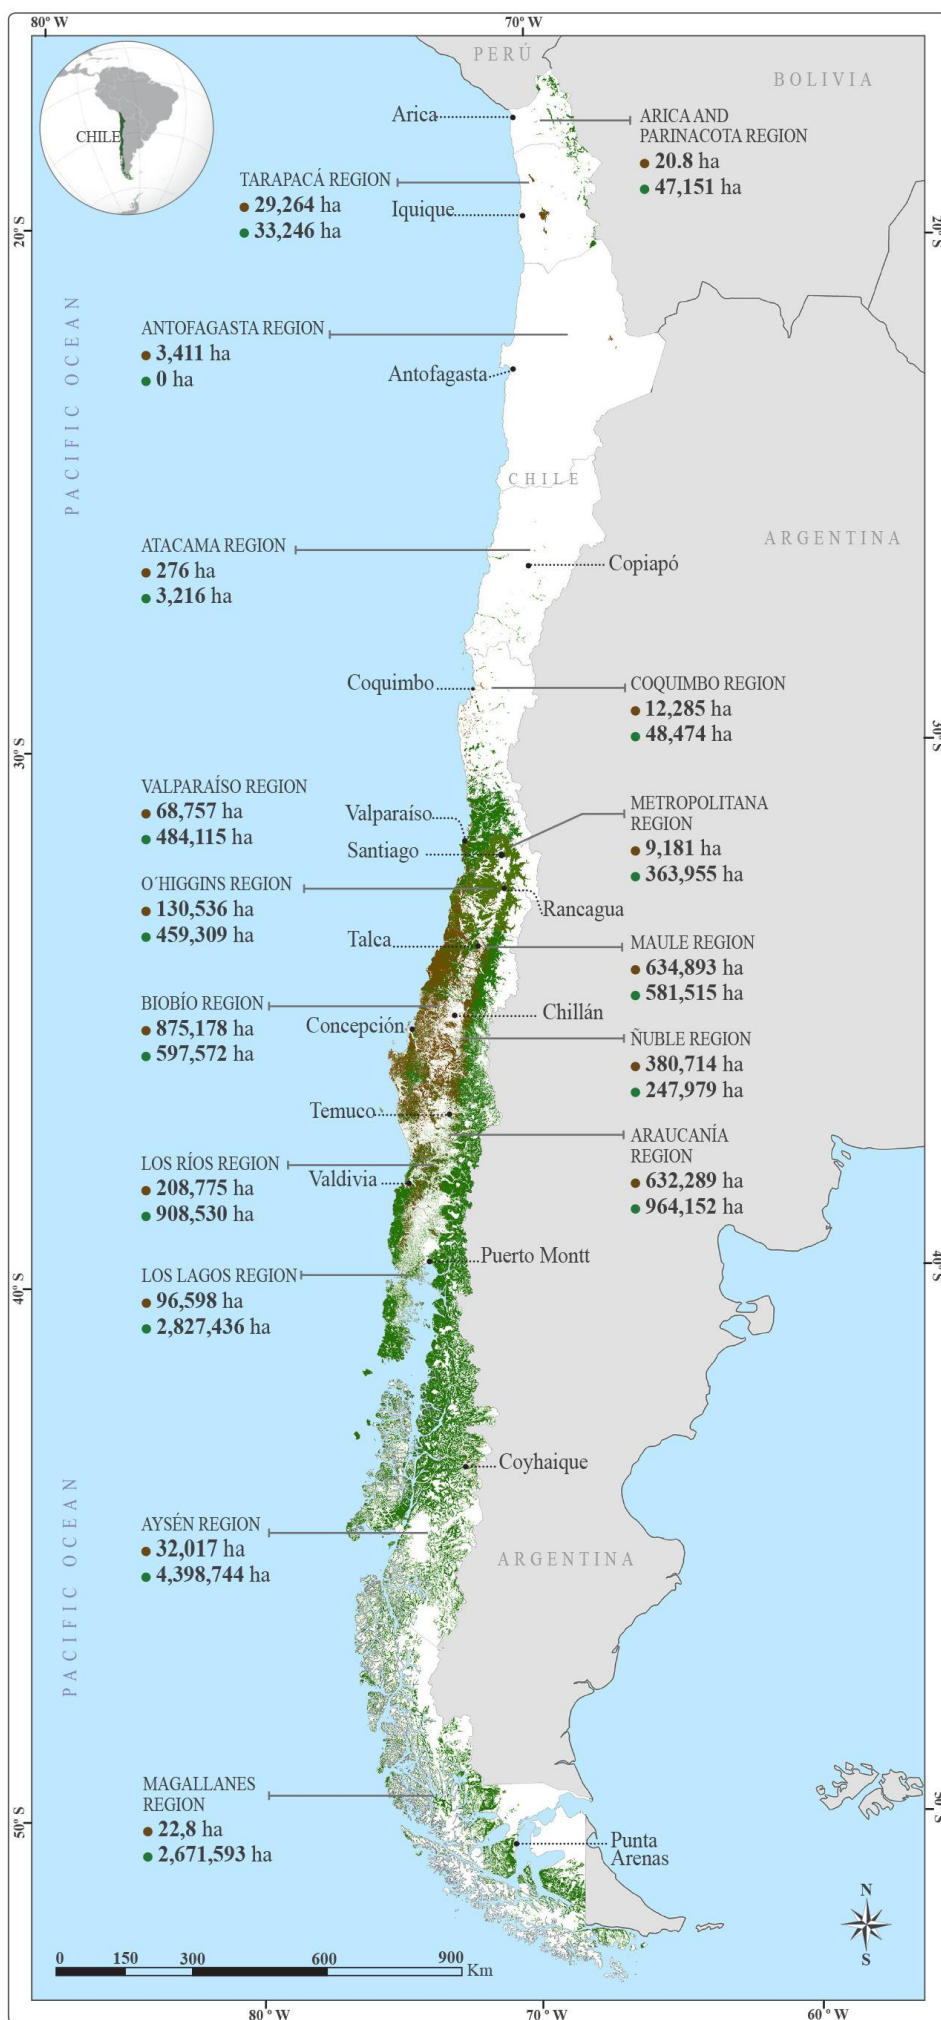 80° W
70° W
PERÚ
BOLIVIA
CHILE
Arica
ARICA AND
PARINACOTA REGION
20.8 ha
47,151 ha
TARAPACÁ REGION
29,264 ha
33,246 ha
Iquique
20° S
20° S
PACIFIC OCEAN
ANTOFAGASTA REGION
3,411 ha
0 ha
Antofagasta
CHILE
ARGENTINA
ATACAMA REGION
276 ha
3,216 ha
Copiapó
Coquimbo
COQUIMBO REGION
12,285 ha
48,474 ha
30° S
30° S
VALPARAÍSO REGION
68,757 ha
484,115 ha
Valparaíso
Santiago
METROPOLITANA
REGION
9,181 ha
363,955 ha
O´HIGGINS REGION
130,536 ha
459,309 ha
Rancagua
Talca
MAULE REGION
634,893 ha
581,515 ha
BIOBÍO REGION
875,178 ha
597,572 ha
Concepción
Chillán
ÑUBLE REGION
380,714 ha
247,979 ha
Temuco
ARAUCANÍA
REGION
632,289 ha
964,152 ha
LOS RÍOS REGION
208,775 ha
908,530 ha
Valdivia
Puerto Montt
LOS LAGOS REGION
96,598 ha
2,827,436 ha
40° S
40° S
Coyhaique
PACIFIC OCEAN
AYSÉN REGION
32,017 ha
4,398,744 ha
ARGENTINA
MAGALLANES
REGION
22,8 ha
2,671,593 ha
50° S
50° S
Punta
Arenas
N
S
0 150 300 600 900
Km
80° W
70° W
60° W